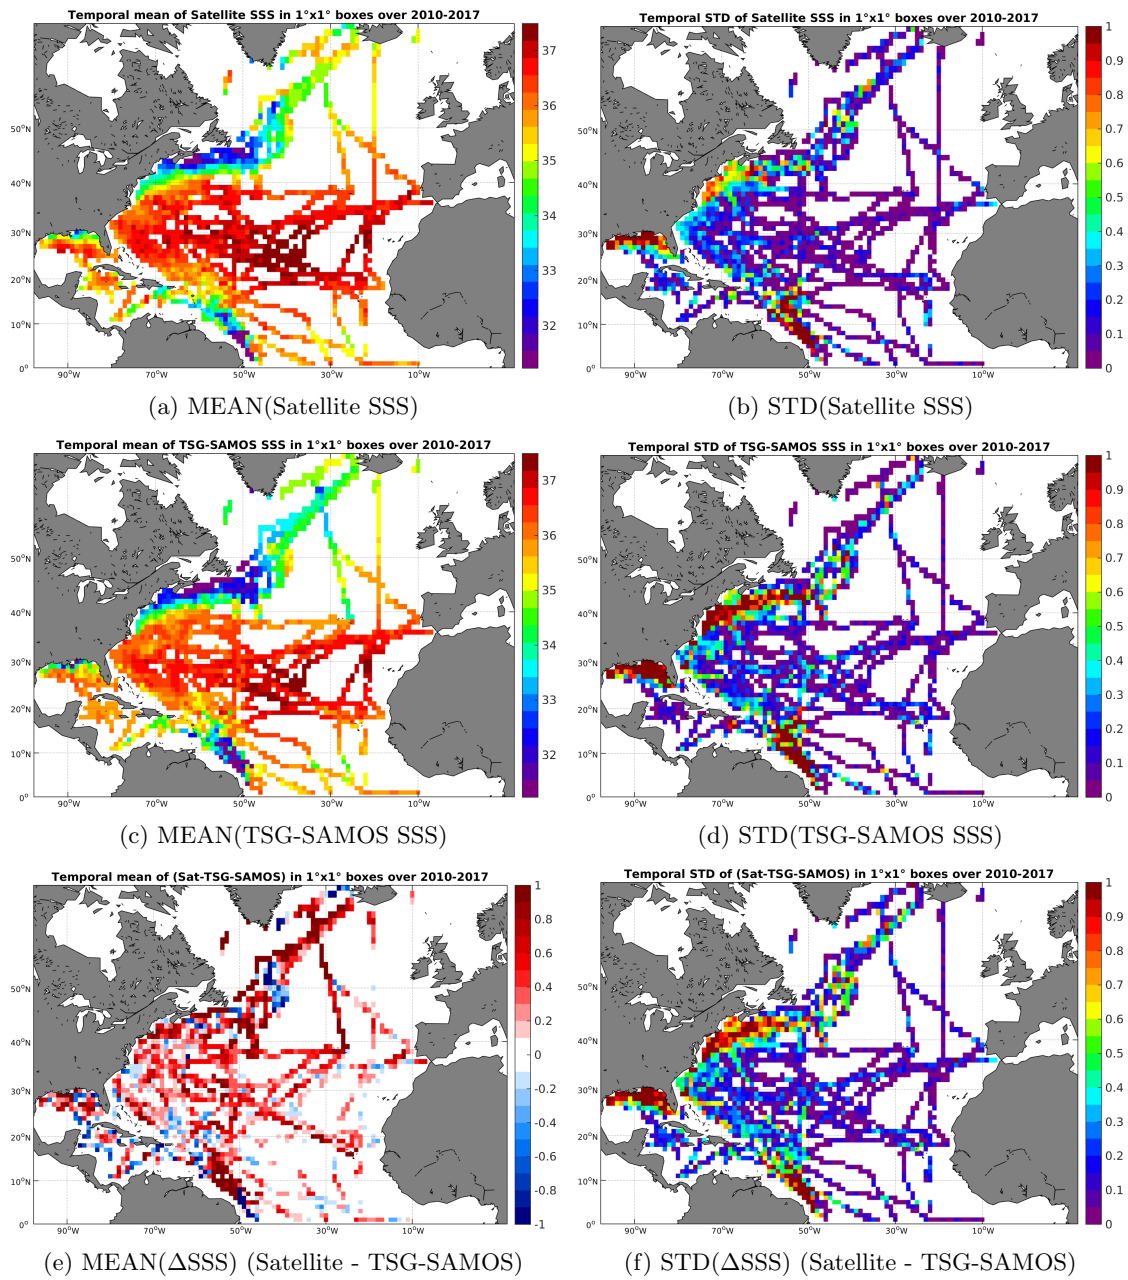 Temporal mean of Satellite SSS in 1°x1° boxes over 2010-2017
50°N
40°N
30°N
20°N
10°N
0°
90°W 70°W 50°W 30°W 10°W
37
36
35
34
33
32
(a) MEAN(Satellite SSS)
Temporal STD of Satellite SSS in 1°x1° boxes over 2010-2017
50°N
40°N
30°N
20°N
10°N
0°
90°W 70°W 50°W 30°W 10°W
1
0.9
0.8
0.7
0.6
0.5
0.4
0.3
0.2
0.1
0
(b) STD(Satellite SSS)
Temporal mean of TSG-SAMOS SSS in 1°x1° boxes over 2010-2017
50°N
40°N
30°N
20°N
10°N
0°
90°W 70°W 50°W 30°W 10°W
37
36
35
34
33
32
(c) MEAN(TSG-SAMOS SSS)
Temporal STD of TSG-SAMOS SSS in 1°x1° boxes over 2010-2017
50°N
40°N
30°N
20°N
10°N
0°
90°W 70°W 50°W 30°W 10°W
1
0.9
0.8
0.7
0.6
0.5
0.4
0.3
0.2
0.1
0
(d) STD(TSG-SAMOS SSS)
Temporal mean of (Sat-TSG-SAMOS) in 1°x1° boxes over 2010-2017
50°N
40°N
30°N
20°N
10°N
0°
90°W 70°W 50°W 30°W 10°W
1
0.8
0.6
0.4
0.2
0
-0.2
-0.4
-0.6
-0.8
-1
(e) MEAN(ΔSSS) (Satellite - TSG-SAMOS)
Temporal STD of (Sat-TSG-SAMOS) in 1°x1° boxes over 2010-2017
50°N
40°N
30°N
20°N
10°N
0°
90°W 70°W 50°W 30°W 10°W
1
0.9
0.8
0.7
0.6
0.5
0.4
0.3
0.2
0.1
0
(f) STD(ΔSSS) (Satellite - TSG-SAMOS)